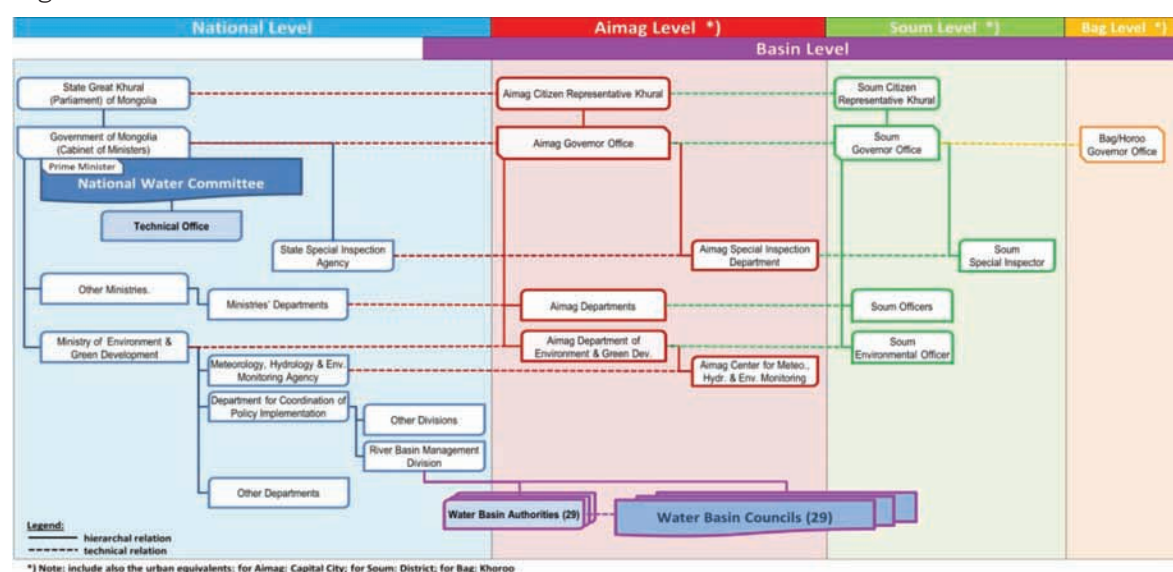 National Level
Aimag Level *)
Soum Level *)
Bag Level *)
Basin Level
State Great Khural
(Parliament) of Mongolia
Aimag Citizen Representative Khural
Soum Citizen
Representative Khural
Government of Mongolia
(Cabinet of Ministers)
Aimag Governor Office
Soum
Governor Office
Bag/Horoo
Governor Office
Prime Minister
National Water Committee
Technical Office
State Special Inspection
Agency
Aimag Special Inspection
Department
Soum
Special Inspector
Other Ministries.
Ministries' Departments
Aimag Departments
Soum Officers
Ministry of Environment &
Green Development
Aimag Department of
Environment & Green Dev.
Soum
Environmental Officer
Meteorology, Hydrology & Env.
Monitoring Agency
Aimag Center for Meteo.,
Hydr. & Env. Monitoring
Department for Coordination of
Policy Implementation
Other Divisions
River Basin Management
Division
Other Departments
Water Basin Authorities (29)
Water Basin Councils (29)
Legend:
hierarchal relation
technical relation
*) Note: include also the urban equivalents: for Aimag: Capital City; for Soum: District; for Bag: Khoroo